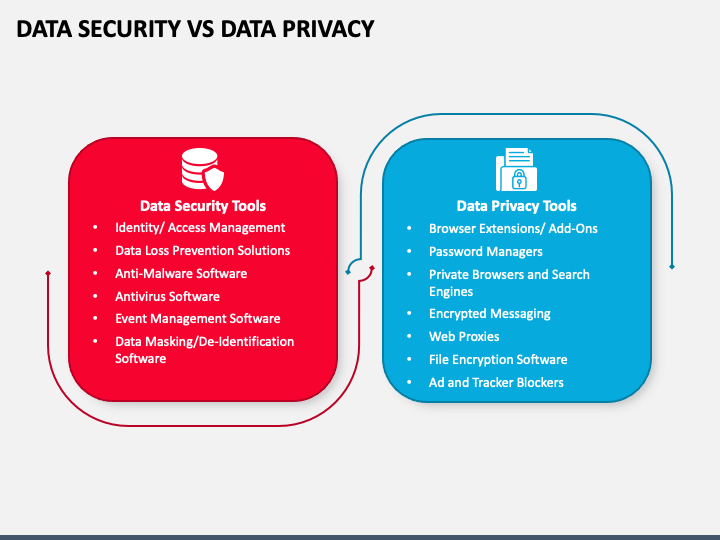 DATA SECURITY VS DATA PRIVACY
Data Security Tools
• Identity/ Access Management
• Data Loss Prevention Solutions
• Anti-Malware Software
• Antivirus Software
• Event Management Software
• Data Masking/De-Identification
Software
Data Privacy Tools
• Browser Extensions/ Add-Ons
• Password Managers
• Private Browsers and Search
Engines
• Encrypted Messaging
• Web Proxies
• File Encryption Software
• Ad and Tracker Blockers